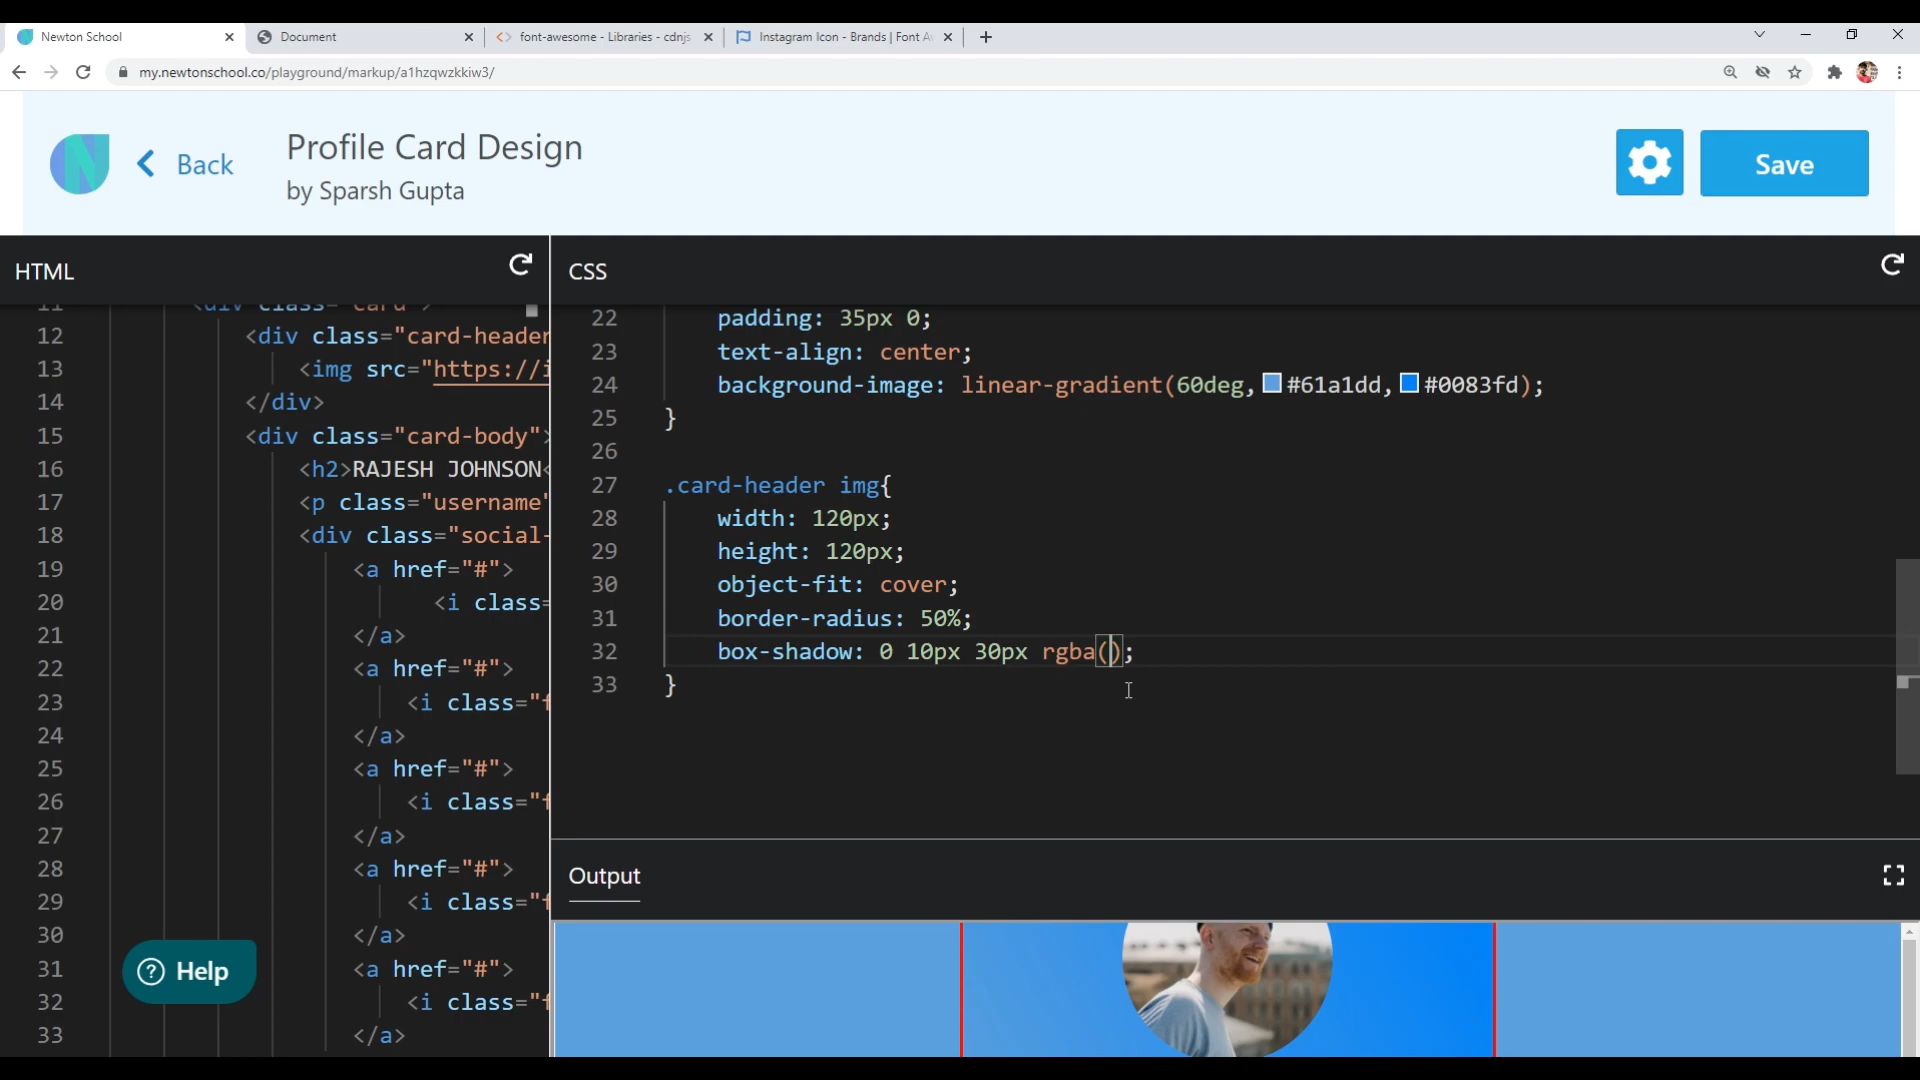 Newton School
Document
font-awesome - Libraries - cdnjs
Instagram Icon - Brands | Font A
my.newtonschool.co/playground/markup/a1hzqwzkkiw3/
Back
Profile Card Design
by Sparsh Gupta
Save
HTML
11 <div class="card">
12 <div class="card-header
13 <img src="https://i
14 </div>
15 <div class="card-body">
16 <h2>RAJESH JOHNSON<
17 <p class="username"
18 <div class="social-
19 <a href="#">
20 <i class=
21 </a>
22 <a href="#">
23 <i class="f
24 </a>
25 <a href="#">
26 <i class="f
27 </a>
28 <a href="#">
29 <i class="f
30 </a>
31 <a href="#">
32 <i class="f
33 </a>
Help
CSS
22 padding: 35px 0;
23 text-align: center;
24 background-image: linear-gradient(60deg, #61a1dd, #0083fd);
25 }
26
27 .card-header img{
28 width: 120px;
29 height: 120px;
30 object-fit: cover;
31 border-radius: 50%;
32 box-shadow: 0 10px 30px rgba();
33 }
Output